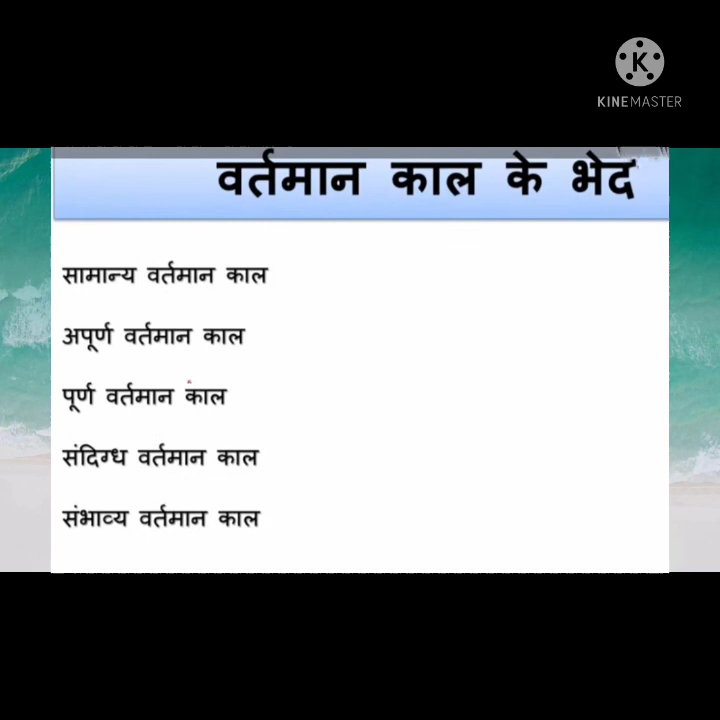 K
KINEMASTER
वर्तमान काल के भेद
सामान्य वर्तमान काल
अपूर्ण वर्तमान काल
पूर्ण वर्तमान काल
संदिग्ध वर्तमान काल
संभाव्य वर्तमान काल